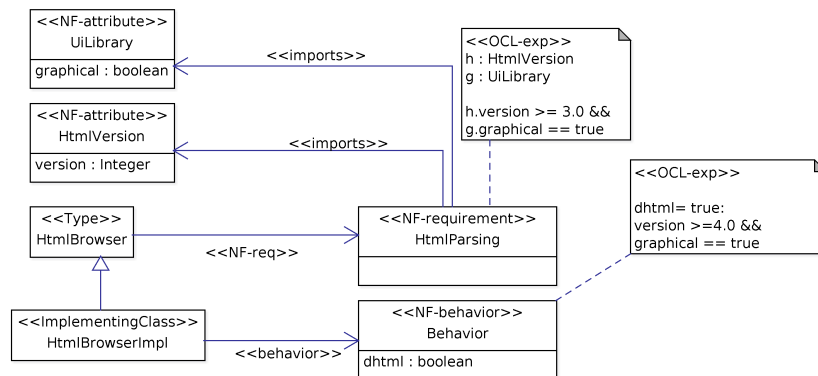 <<NF-attribute>>
UiLibrary
graphical : boolean
<<imports>>
<<OCL-exp>>
h : HtmlVersion
g : UiLibrary
h.version >= 3.0 &&
g.graphical == true
<<NF-attribute>>
HtmlVersion
version : Integer
<<imports>>
<<OCL-exp>>
dhtml= true:
version >=4.0 &&
graphical == true
<<Type>>
HtmlBrowser
<<NF-req>>
<<NF-requirement>>
HtmlParsing
<<ImplementingClass>>
HtmlBrowserImpl
<<behavior>>
<<NF-behavior>>
Behavior
dhtml : boolean